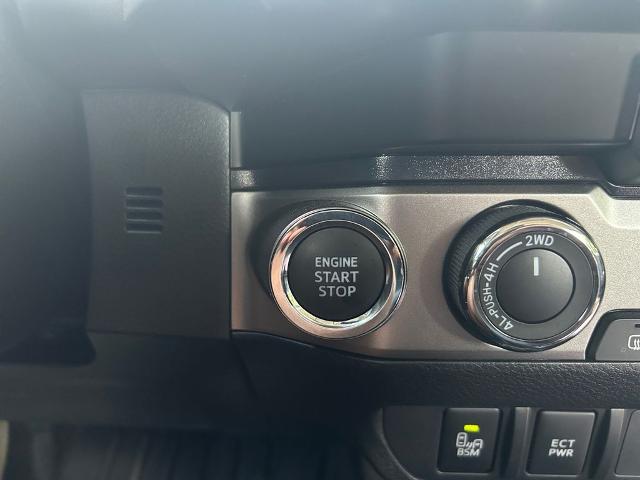 ENGINE
START
STOP
2WD
4L-PUSH-4H
BSM
ECT
PWR